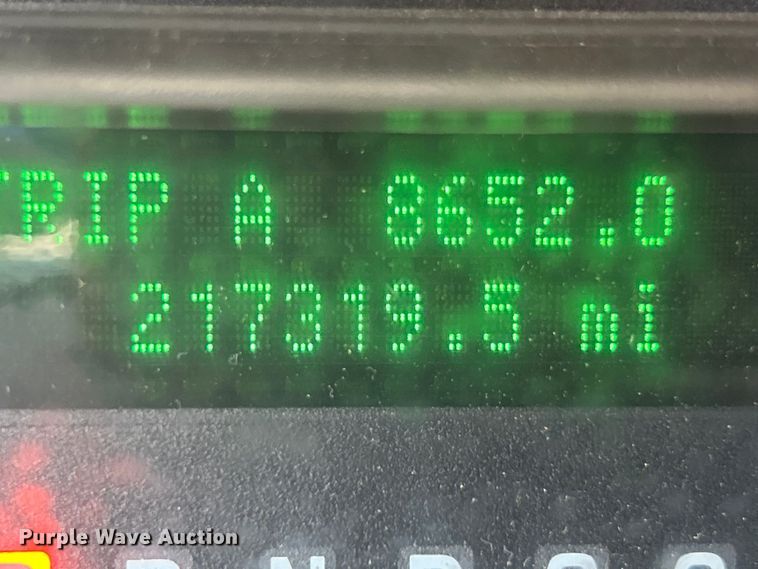 TRIP A 8652.0
217319.5 mi
Purple Wave Auction